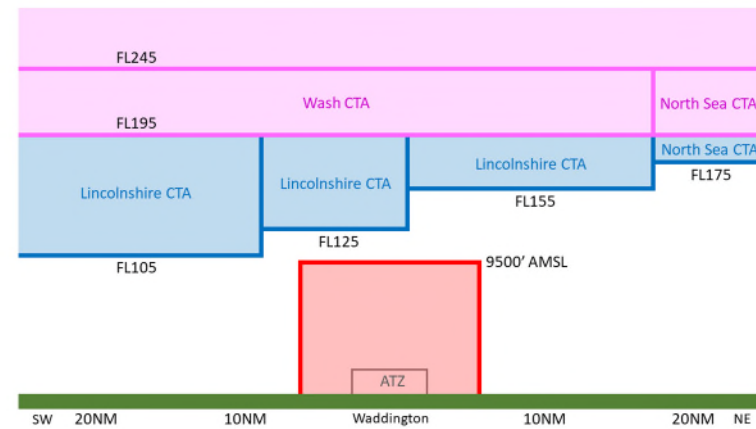 FL245
Wash CTA
North Sea CTA
FL195
North Sea CTA
Lincolnshire CTA
Lincolnshire CTA
Lincolnshire CTA
FL175
FL155
FL125
FL105
9500’ AMSL
ATZ
SW 20NM 10NM Waddington 10NM 20NM NE